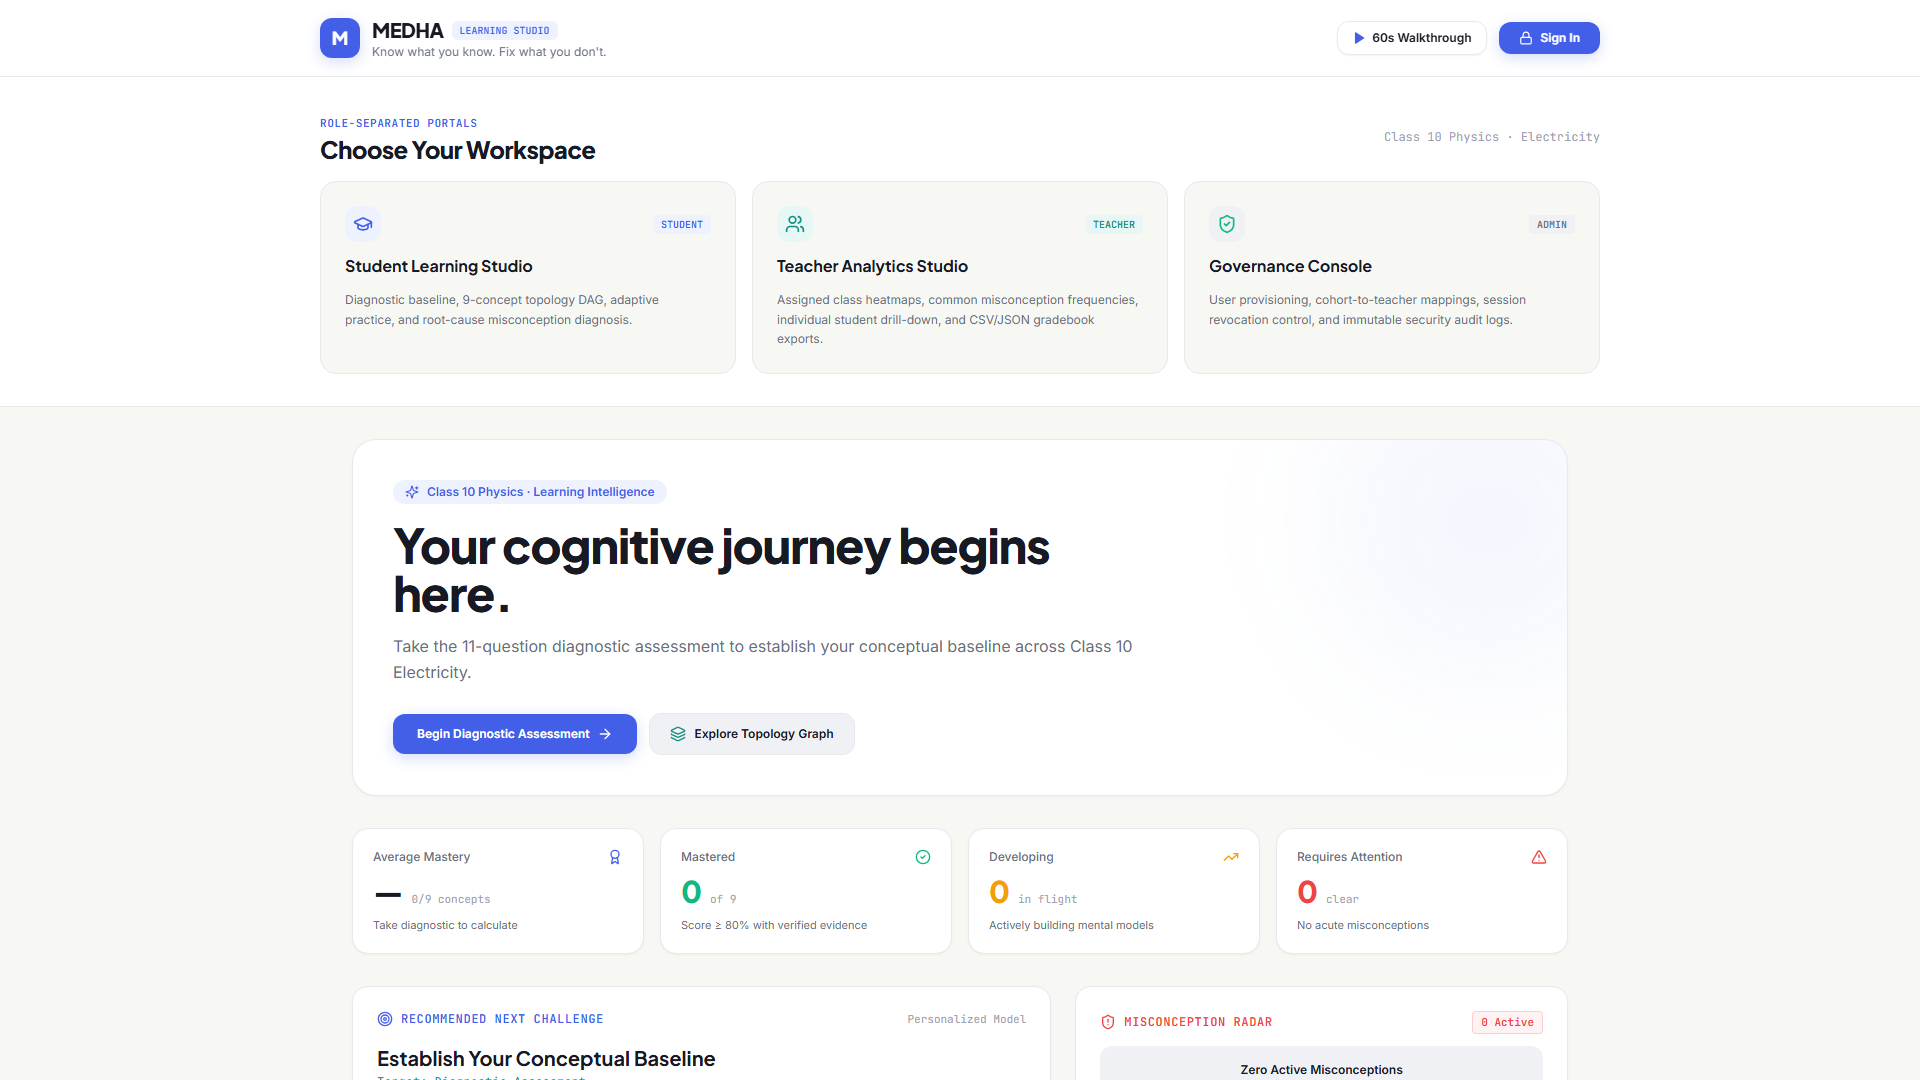 M
MEDHA LEARNING STUDIO
Know what you know. Fix what you don't.
60s Walkthrough
Sign In
ROLE-SEPARATED PORTALS
Choose Your Workspace
Class 10 Physics · Electricity
STUDENT
Student Learning Studio
Diagnostic baseline, 9-concept topology DAG, adaptive
practice, and root-cause misconception diagnosis.
TEACHER
Teacher Analytics Studio
Assigned class heatmaps, common misconception frequencies,
individual student drill-down, and CSV/JSON gradebook
exports.
ADMIN
Governance Console
User provisioning, cohort-to-teacher mappings, session
revocation control, and immutable security audit logs.
Class 10 Physics · Learning Intelligence
Your cognitive journey begins
here.
Take the 11-question diagnostic assessment to establish your conceptual baseline across Class 10
Electricity.
Begin Diagnostic Assessment
Explore Topology Graph
Average Mastery
— 0/9 concepts
Take diagnostic to calculate
Mastered
0 of 9
Score ≥ 80% with verified evidence
Developing
0 in flight
Actively building mental models
Requires Attention
0 clear
No acute misconceptions
RECOMMENDED NEXT CHALLENGE
Personalized Model
Establish Your Conceptual Baseline
Target: Diagnostic Assessment
MISCONCEPTION RADAR
0 Active
Zero Active Misconceptions